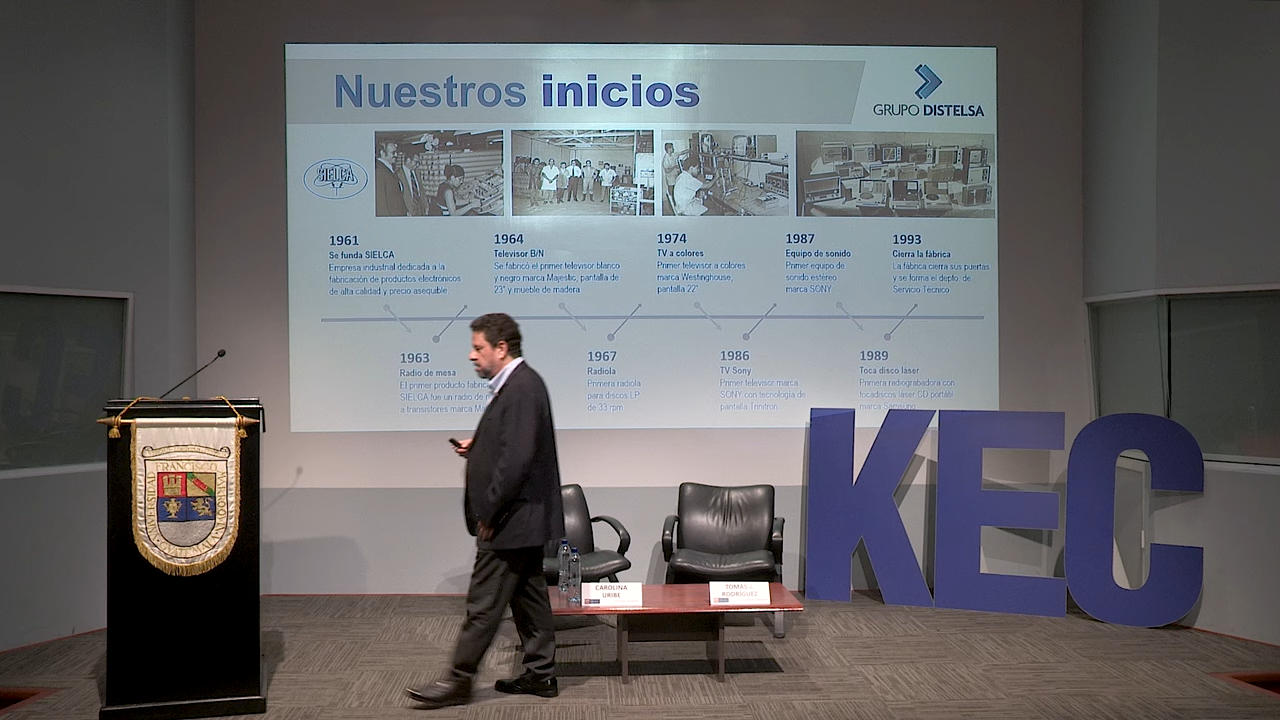 Nuestros inicios
GRUPO DISTELSA
SIELCA
1961
Se funda SIELCA
Empresa industrial dedicada a la
fabricación de productos electrónicos
de alta calidad y precio asequible
1964
Televisor B/N
Se fabricó el primer televisor blanco
y negro marca Majestic, pantalla de
23" y mueble de madera
1974
TV a colores
Primer televisor a colores
marca Westinghouse,
pantalla 22"
1987
Equipo de sonido
Primer equipo de
sonido estéreo
marca SONY
1993
Cierra la fábrica
La fábrica cierra sus puertas
y se forma el depto. de
Servicio Técnico
1963
Radio de mesa
El primer producto
SIELCA fue un radio de
a transistores marca
1967
Radiola
Primera radiola
para discos LP
de 33 rpm
1986
TV Sony
Primer televisor marca
SONY con tecnología de
pantalla Trinitron
1989
Toca disco láser
Primera radiograbadora con
tocadiscos láser CD portátil
marca Samsung
KEC
FRANCISCO
CAROLINA
URIBE
TOMÁS
RODRÍGUEZ